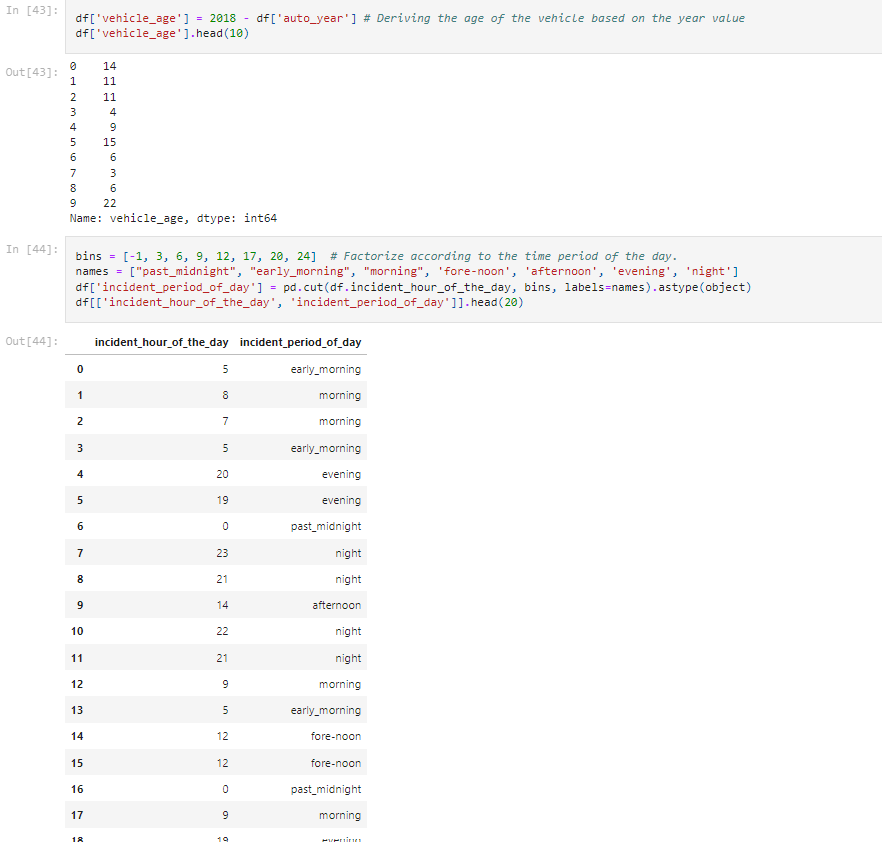 In [43]:
df['vehicle_age'] = 2018 - df['auto_year'] # Deriving the age of the vehicle based on the year value
df['vehicle_age'].head(10)
Out[43]:
0    14
1    11
2    11
3     4
4     9
5    15
6     6
7     3
8     6
9    22
Name: vehicle_age, dtype: int64
In [44]:
bins = [-1, 3, 6, 9, 12, 17, 20, 24]  # Factorize according to the time period of the day.
names = ["past_midnight", "early_morning", "morning", 'fore-noon', 'afternoon', 'evening', 'night']
df['incident_period_of_day'] = pd.cut(df.incident_hour_of_the_day, bins, labels=names).astype(object)
df[['incident_hour_of_the_day', 'incident_period_of_day']].head(20)
Out[44]:
incident_hour_of_the_day incident_period_of_day
0 5 early_morning
1 8 morning
2 7 morning
3 5 early_morning
4 20 evening
5 19 evening
6 0 past_midnight
7 23 night
8 21 night
9 14 afternoon
10 22 night
11 21 night
12 9 morning
13 5 early_morning
14 12 fore-noon
15 12 fore-noon
16 0 past_midnight
17 9 morning
18 19 evening